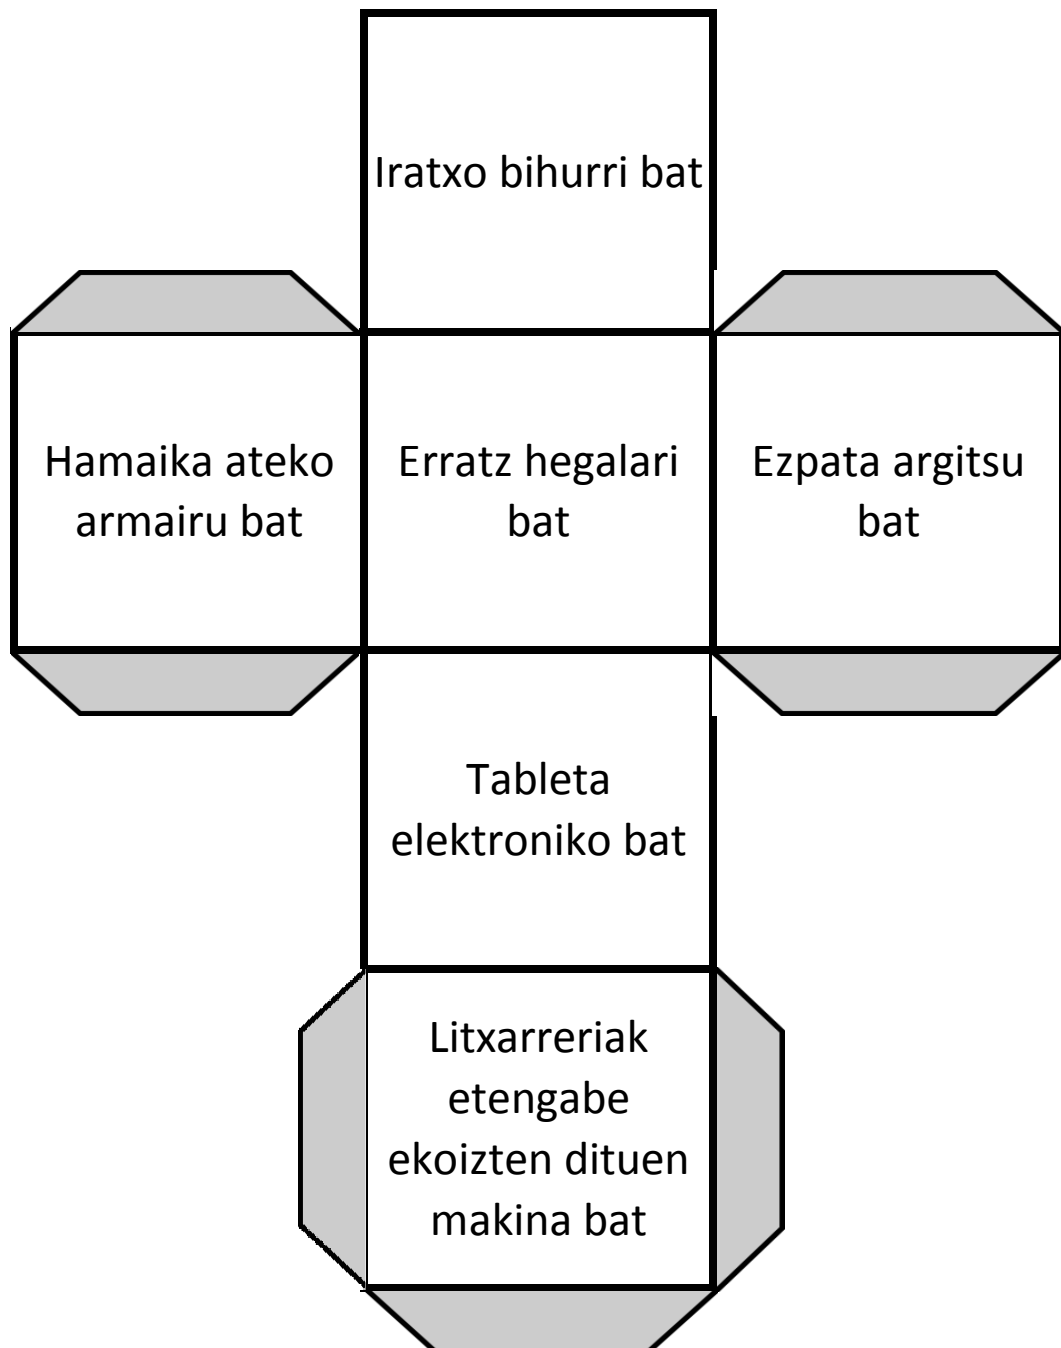 Iratxo bihurri bat
Hamaika ateko
armairu bat
Erratz hegalari
bat
Ezpata argitsu
bat
Tableta
elektroniko bat
Litxarreriak
etengabe
ekoizten dituen
makina bat